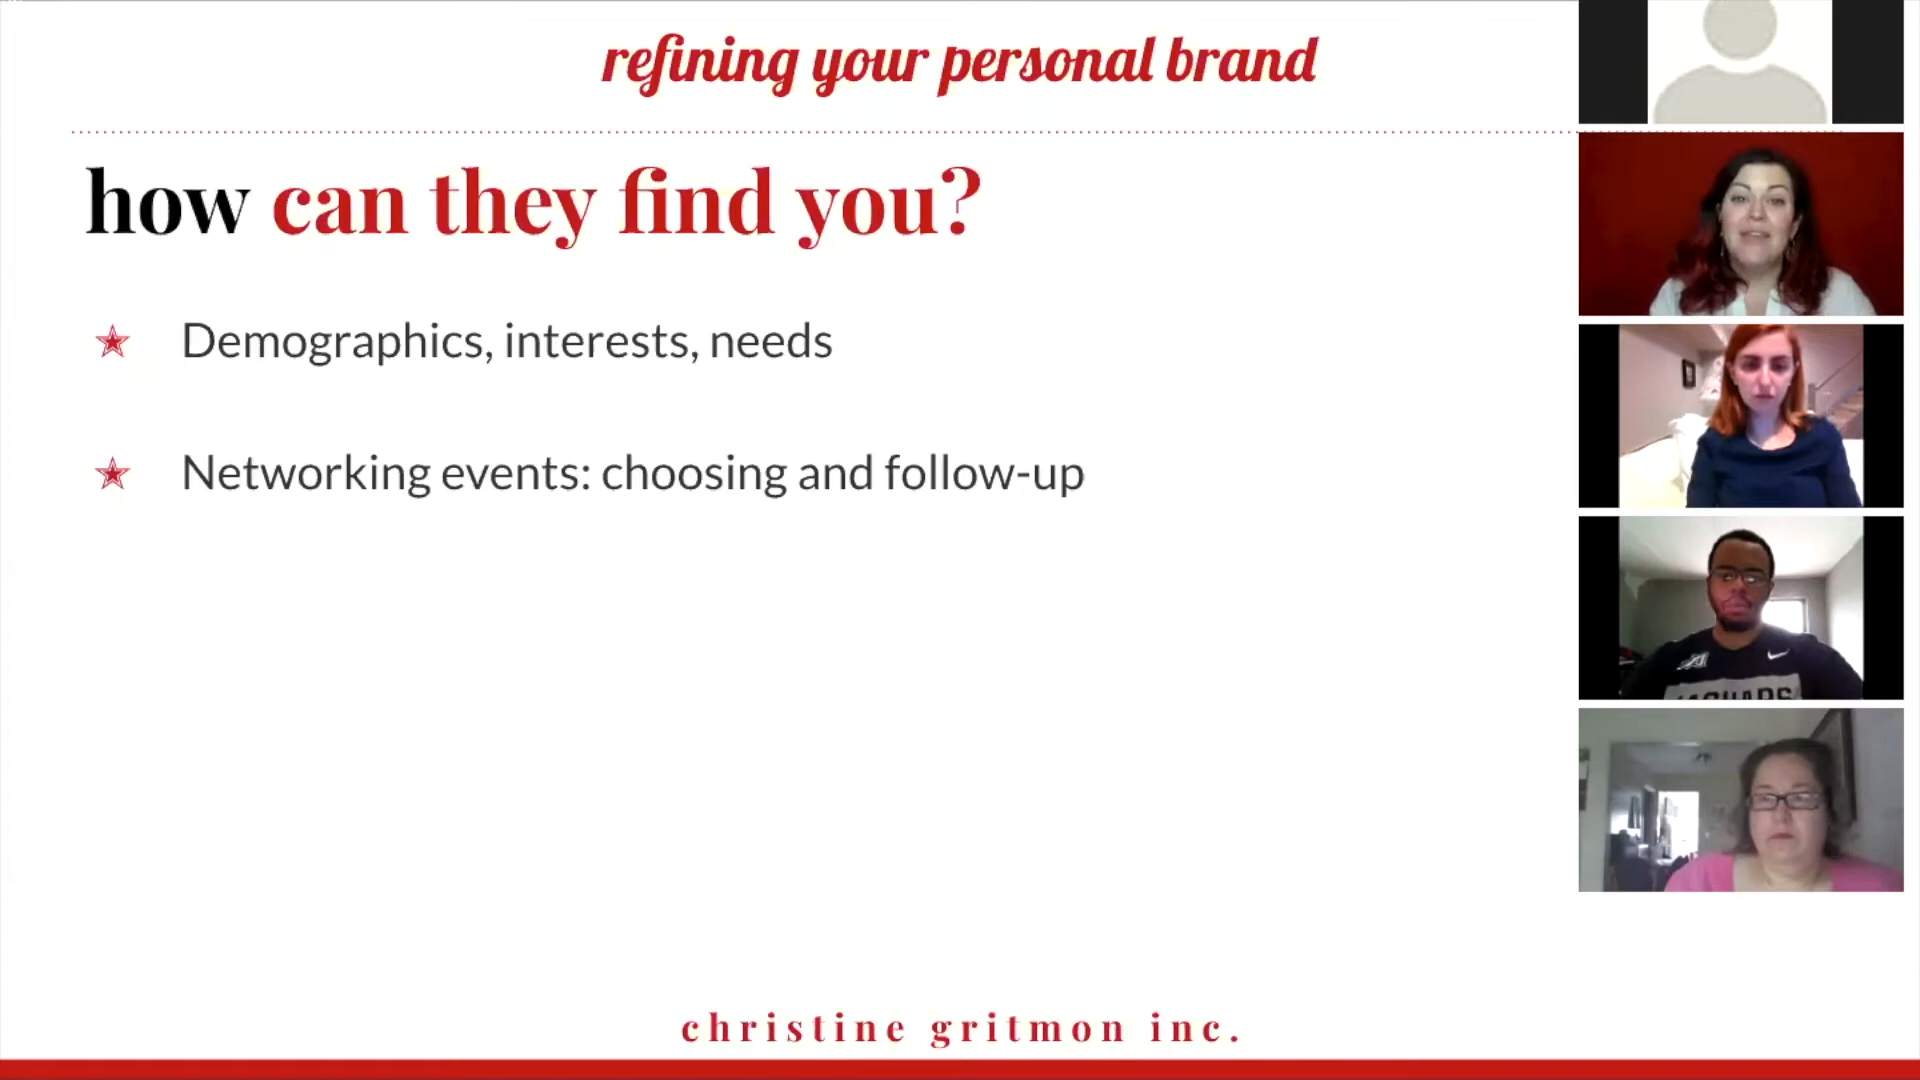 refining your personal brand
how can they find you?
Demographics, interests, needs
Networking events: choosing and follow-up
christine gritmon inc.